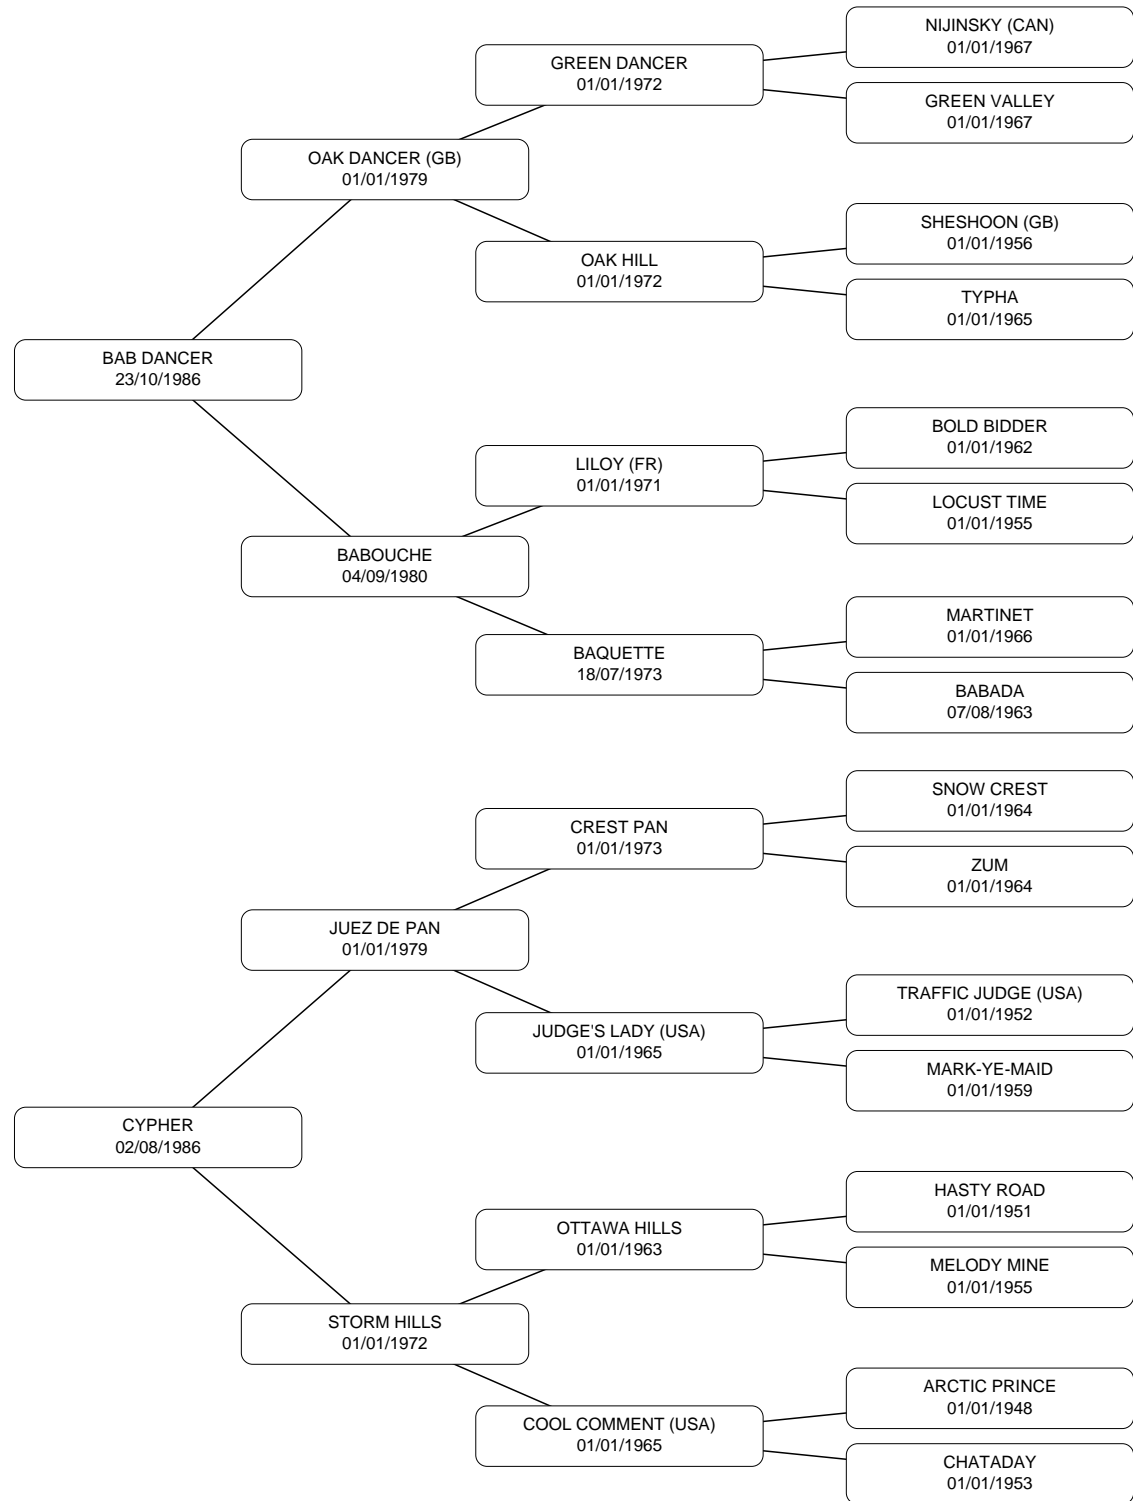 NIJINSKY (CAN)
01/01/1967
GREEN DANCER
01/01/1972
GREEN VALLEY
01/01/1967
OAK DANCER (GB)
01/01/1979
SHESHOON (GB)
01/01/1956
OAK HILL
01/01/1972
TYPHA
01/01/1965
BAB DANCER
23/10/1986
BOLD BIDDER
01/01/1962
LILOY (FR)
01/01/1971
LOCUST TIME
01/01/1955
BABOUCHE
04/09/1980
MARTINET
01/01/1966
BAQUETTE
18/07/1973
BABADA
07/08/1963
SNOW CREST
01/01/1964
CREST PAN
01/01/1973
ZUM
01/01/1964
JUEZ DE PAN
01/01/1979
TRAFFIC JUDGE (USA)
01/01/1952
JUDGE'S LADY (USA)
01/01/1965
MARK-YE-MAID
01/01/1959
CYPHER
02/08/1986
HASTY ROAD
01/01/1951
OTTAWA HILLS
01/01/1963
MELODY MINE
01/01/1955
STORM HILLS
01/01/1972
ARCTIC PRINCE
01/01/1948
COOL COMMENT (USA)
01/01/1965
CHATADAY
01/01/1953